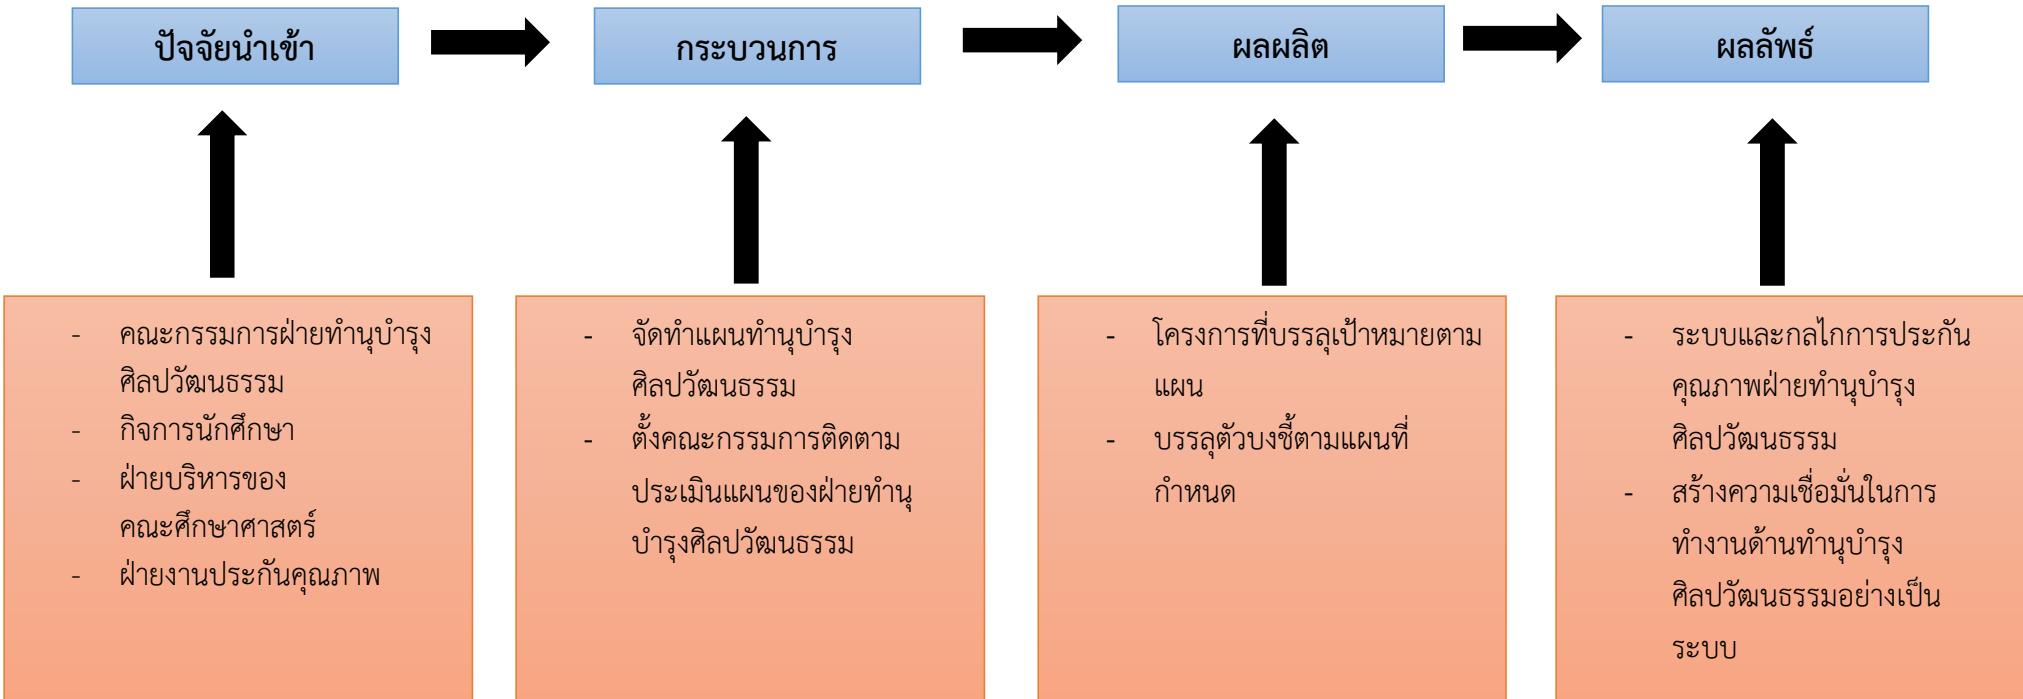 ปัจจัยนำเข้า
กระบวนการ
ผลผลิต
ผลลัพธ์
- คณะกรรมการฝ่ายทำนุบำรุง
ศิลปวัฒนธรรม
- กิจการนักศึกษา
- ฝ่ายบริหารของ
คณะศึกษาศาสตร์
- ฝ่ายงานประกันคุณภาพ
- จัดทำแผนทำนุบำรุง
ศิลปวัฒนธรรม
- ตั้งคณะกรรมการติดตาม
ประเมินแผนของฝ่ายทำนุ
บำรุงศิลปวัฒนธรรม
- โครงการที่บรรลุเป้าหมายตาม
แผน
- บรรลุตัวบงชี้ตามแผนที่
กำหนด
- ระบบและกลไกการประกัน
คุณภาพฝ่ายทำนุบำรุง
ศิลปวัฒนธรรม
- สร้างความเชื่อมั่นในการ
ทำงานด้านทำนุบำรุง
ศิลปวัฒนธรรมอย่างเป็น
ระบบ